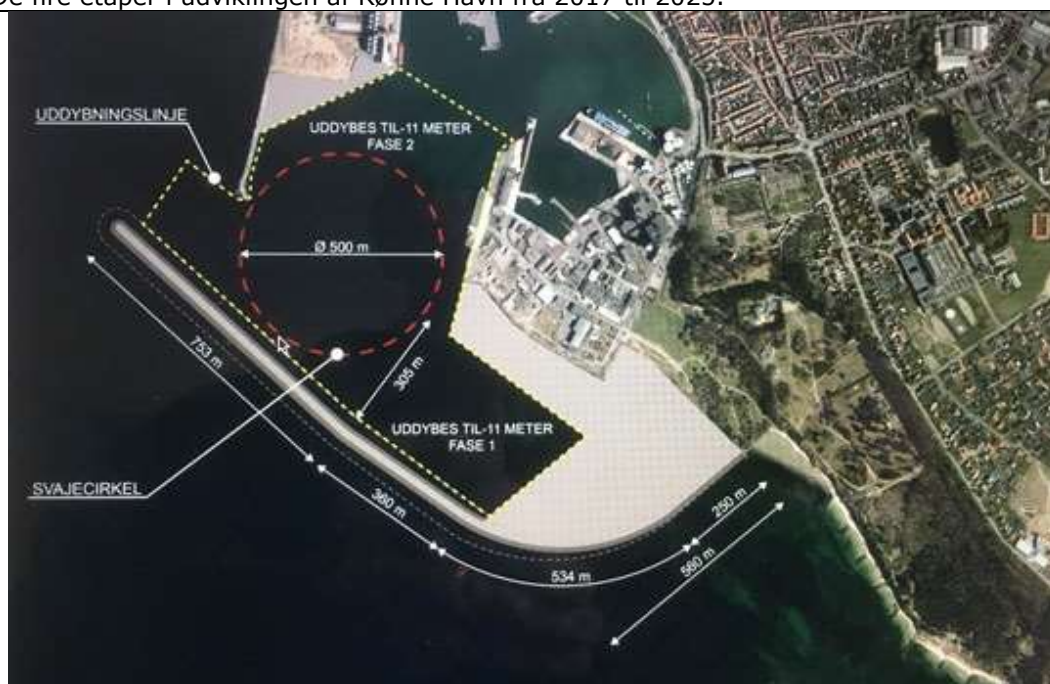 De fire etaper i udviklingen af Rønne Havn fra 2017 til 2025.
UDDYBNINGSLINJE
UDDYBES TIL-11 METER
FASE 2
Ø 500 m
753 m
305 m
UDDYBES TIL-11 METER
FASE 1
SVAJECIRKEL
360 m
250 m
534 m
560 m